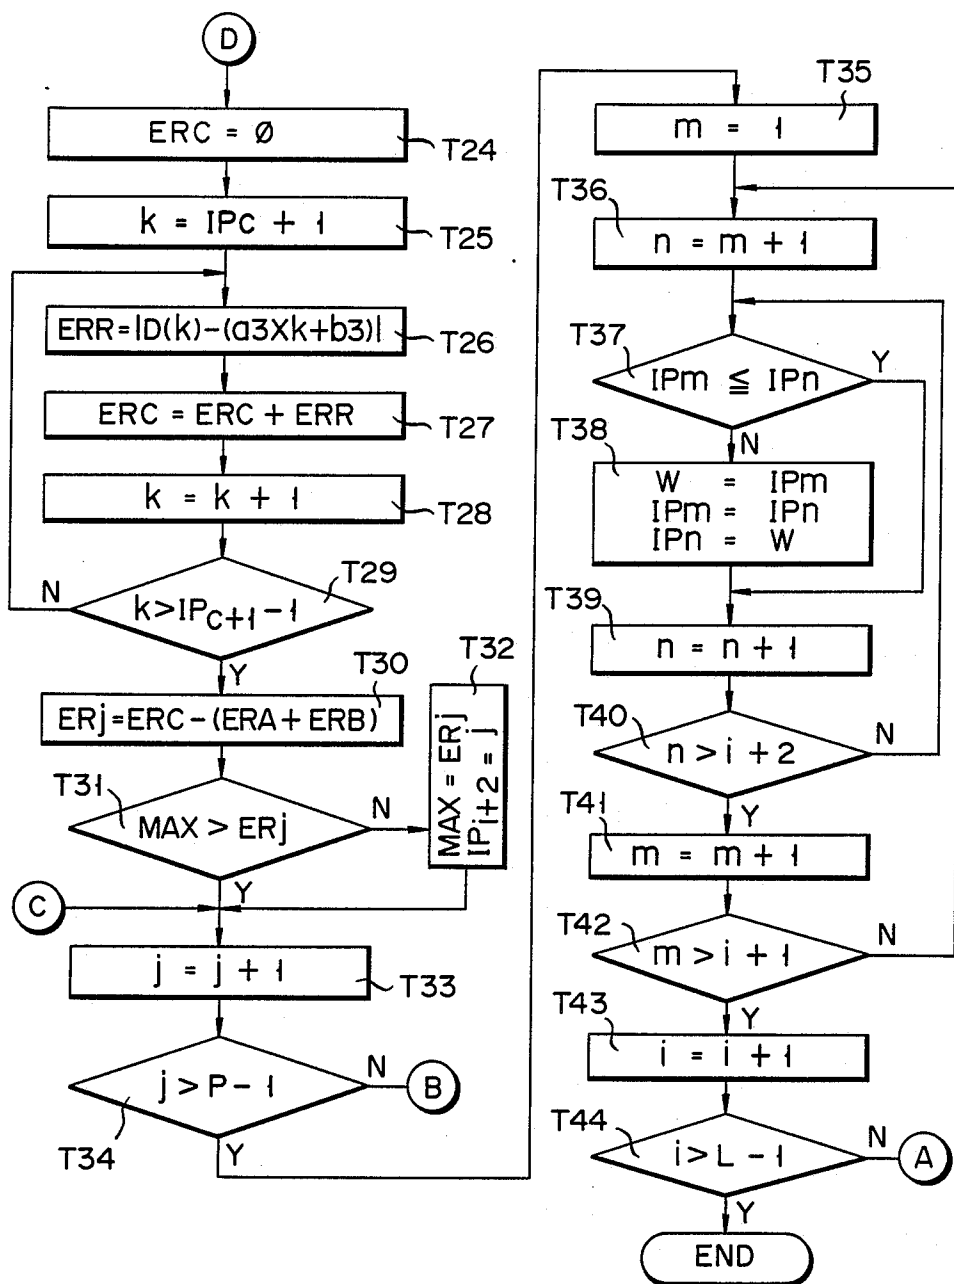 D
ERC = Ø
T24
k = IPc + 1
T25
ERR=|D(k)-(a3Xk+b3)|
T26
ERC = ERC + ERR
T27
k = k + 1
T28
T29
N
k>IPC+1-1
Y
T30
ERj=ERC-(ERA+ERB)
T32
MAX = ERj
IPi+2 = j
T31
MAX > ERj
N
Y
C
j = j + 1
T33
j > P - 1
N
B
T34
Y
T35
m = 1
T36
n = m + 1
T37
IPm ≦ IPn
Y
N
T38
W = IPm
IPm = IPn
IPn = W
T39
n = n + 1
T40
n > i + 2
N
Y
T41
m = m + 1
T42
m > i + 1
N
Y
T43
i = i + 1
T44
i > L - 1
N
A
Y
END